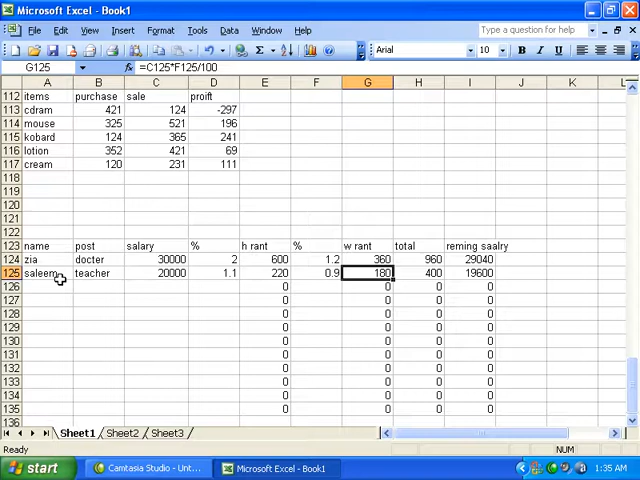 Microsoft Excel - Book1
File Edit View Insert Format Tools Data Window Type a question for help
Arial 10 B I U
G125 fx =C125*F125/100
A B C D E F G H I J K L
112 items purchase sale proift
113 cdram 421 124 -297
114 mouse 325 521 196
115 kobard 124 365 241
116 lotion 352 421 69
117 cream 120 231 111
118
119
120
121
122
123 name post salary % h rant % w rant total reming saalry
124 zia docter 30000 2 600 1.2 360 960 29040
125 saleem teacher 20000 1.1 220 0.9 180 400 19600
126 0 0 0 0
127 0 0 0 0
128 0 0 0 0
129 0 0 0 0
130 0 0 0 0
131 0 0 0 0
132 0 0 0 0
133 0 0 0 0
134 0 0 0 0
135 0 0 0 0
136
Sheet1 Sheet2 Sheet3
Ready NUM
start Camtasia Studio - Unt... Microsoft Excel - Book1 1:35 AM